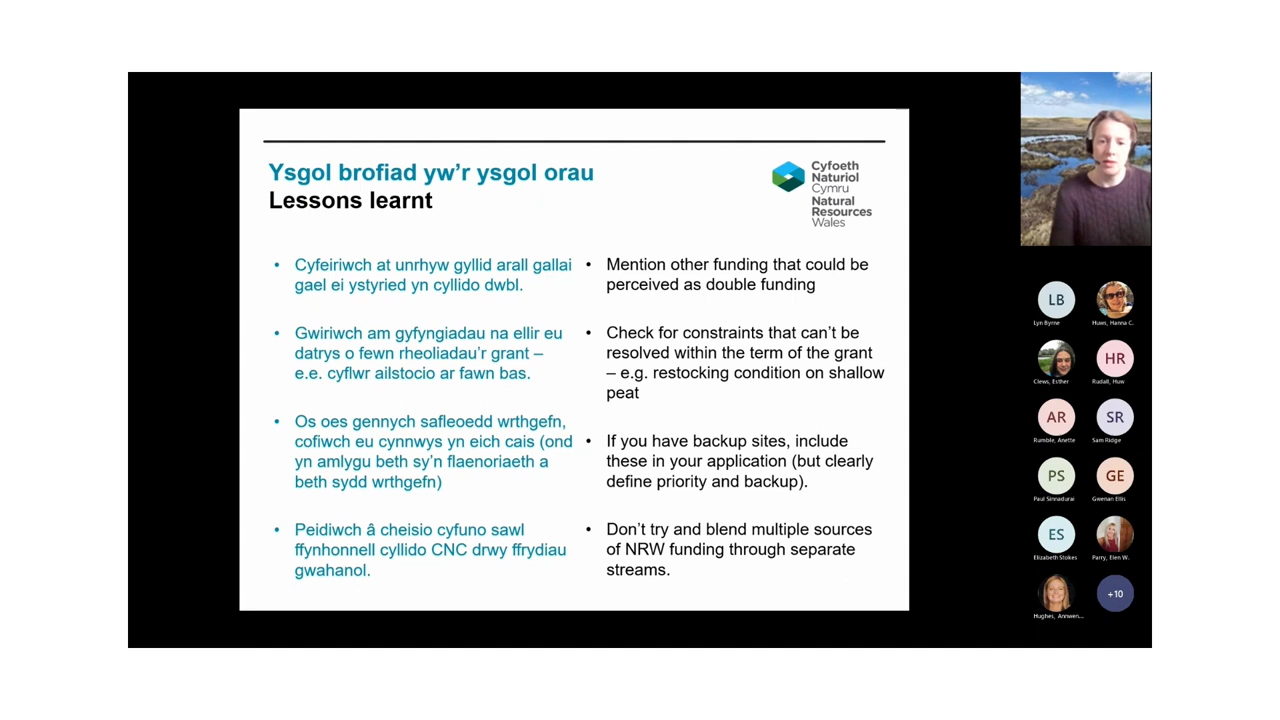 Ysgol brofiad yw’r ysgol orau
Lessons learnt
Cyfoeth
Naturiol
Cymru
Natural
Resources
Wales
• Cyfeiriwch at unrhyw gyllid arall gallai
gael ei ystyried yn cyllido dwbl.
• Gwiriwch am gyfyngiadau na ellir eu
datrys o fewn rheoliadau’r grant –
e.e. cyflwr ailstocio ar fawn bas.
• Os oes gennych safleoedd wrthgefn,
cofiwch eu cynnwys yn eich cais (ond
yn amlygu beth sy’n flaenoriaeth a
beth sydd wrthgefn)
• Peidiwch â cheisio cyfuno sawl
ffynhonnell cyllido CNC drwy ffrydiau
gwahanol.
• Mention other funding that could be
perceived as double funding
• Check for constraints that can’t be
resolved within the term of the grant
– e.g. restocking condition on shallow
peat
• If you have backup sites, include
these in your application (but clearly
define priority and backup).
• Don’t try and blend multiple sources
of NRW funding through separate
streams.
LB
Lyn Byrne
Huws, Hanna C.
Clews, Esther
HR
Rudall, Huw
AR
Rumble, Anette
SR
Sam Ridge
PS
Paul Sinnadurai
GE
Gwenan Ellis
ES
Elizabeth Stokes
Parry, Elen W.
Hughes, Annwen...
+10